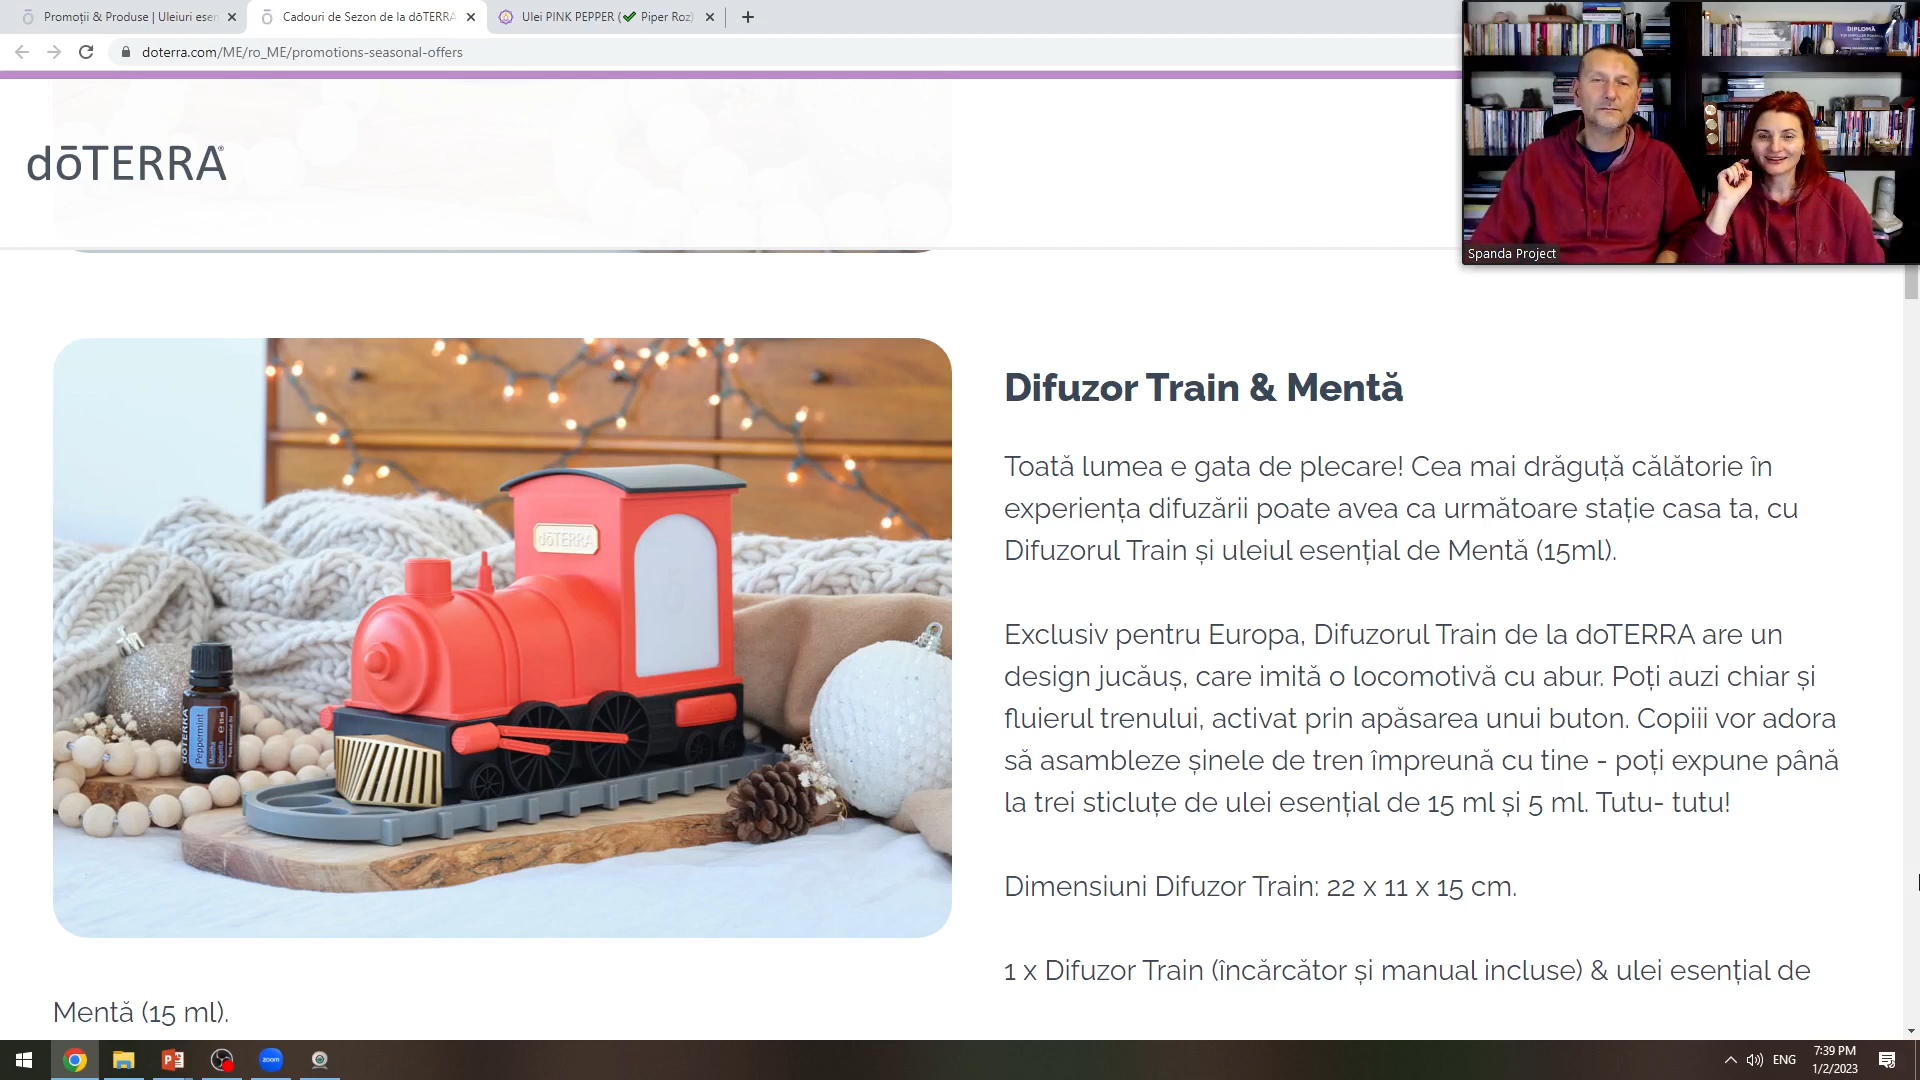 Promoții & Produse | Uleiuri esen
Cadouri de Sezon de la dōTERRA
Ulei PINK PEPPER (✔ Piper Roz)
doterra.com/ME/ro_ME/promotions-seasonal-offers
dōTERRA
DIPLOMĂ
Spanda Project
Difuzor Train & Mentă
Toată lumea e gata de plecare! Cea mai drăguță călătorie în
experiența difuzării poate avea ca următoare stație casa ta, cu
Difuzorul Train și uleiul esențial de Mentă (15ml).
Exclusiv pentru Europa, Difuzorul Train de la doTERRA are un
design jucăuș, care imită o locomotivă cu abur. Poți auzi chiar și
fluierul trenului, activat prin apăsarea unui buton. Copiii vor adora
să asambleze șinele de tren împreună cu tine - poți expune până
la trei sticluțe de ulei esențial de 15 ml și 5 ml. Tutu- tutu!
Dimensiuni Difuzor Train: 22 x 11 x 15 cm.
1 x Difuzor Train (încărcător și manual incluse) & ulei esențial de
Mentă (15 ml).
dōTERRA
dōTERRA
Peppermint
Mentha
piperita
zoom
ENG
7:39 PM
1/2/2023